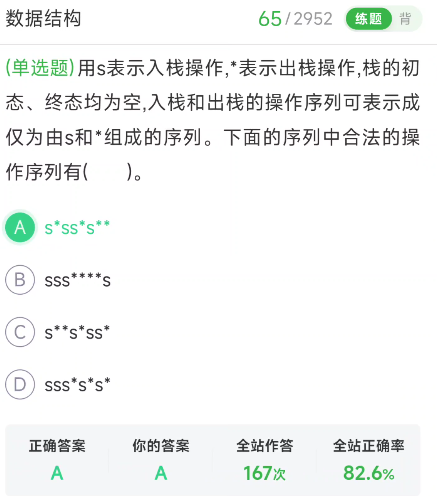 数据结构 65/2952 练题 背
(单选题)用s表示入栈操作,*表示出栈操作,栈的初
态、终态均为空,入栈和出栈的操作序列可表示成
仅为由s和*组成的序列。下面的序列中合法的操
作序列有( )。
A s*ss*s**
B sss****s
C s**s*ss*
D sss*s*s*
正确答案 你的答案 全站作答 全站正确率
A A 167次 82.6%